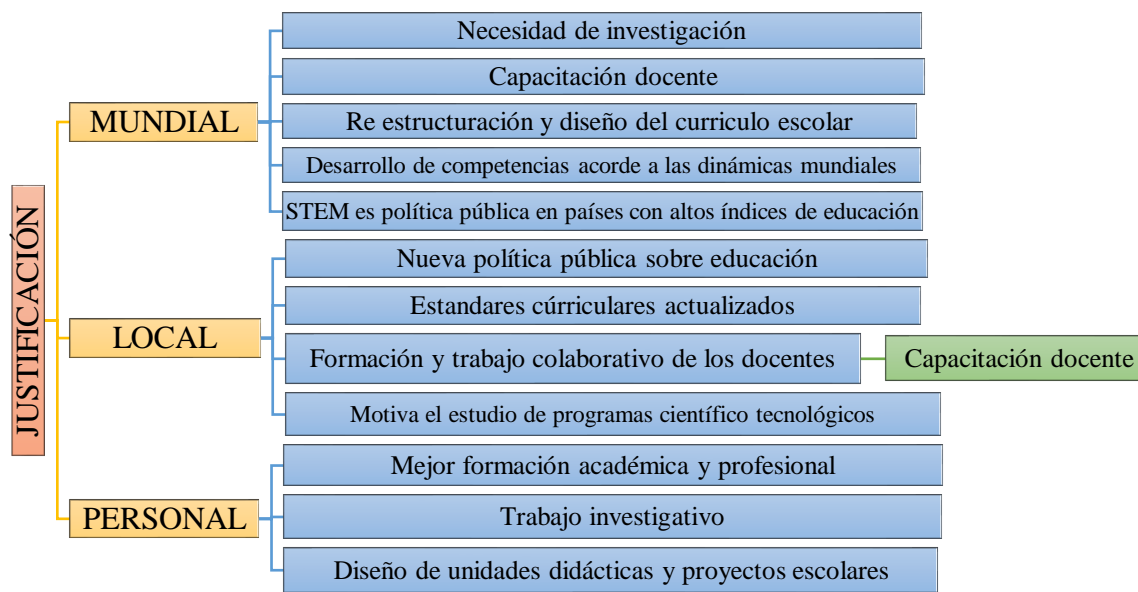 JUSTIFICACIÓN
MUNDIAL
Necesidad de investigación
Capacitación docente
Re estructuración y diseño del curriculo escolar
Desarrollo de competencias acorde a las dinámicas mundiales
STEM es política pública en países con altos índices de educación
LOCAL
Nueva política pública sobre educación
Estandares cúrriculares actualizados
Formación y trabajo colaborativo de los docentes
Capacitación docente
Motiva el estudio de programas científico tecnológicos
PERSONAL
Mejor formación académica y profesional
Trabajo investigativo
Diseño de unidades didácticas y proyectos escolares